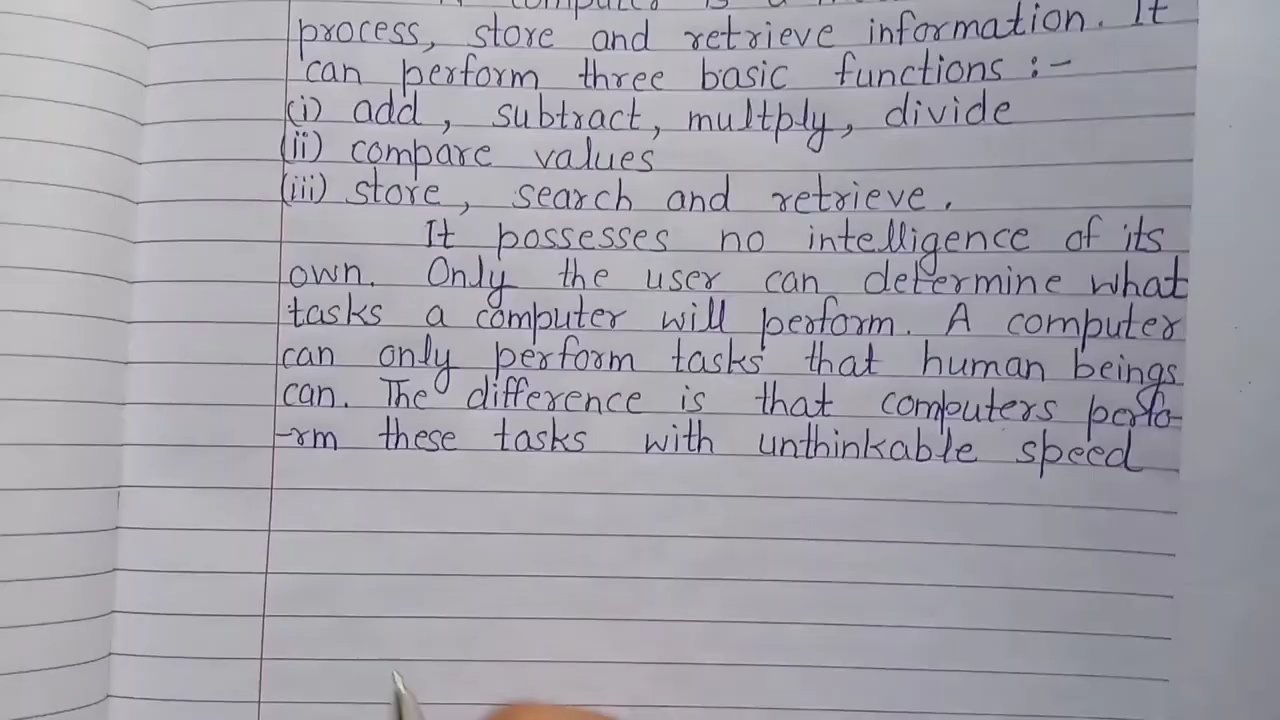 process, store and retrieve information. It
can perform three basic functions :-
(i) add, subtract, multply, divide
(ii) compare values
(iii) store, search and retrieve.
It possesses no intelligence of its
own. Only the user can determine what
tasks a computer will perform. A computer
can only perform tasks that human beings
can. The difference is that computers perfo-
-rm these tasks with unthinkable speed